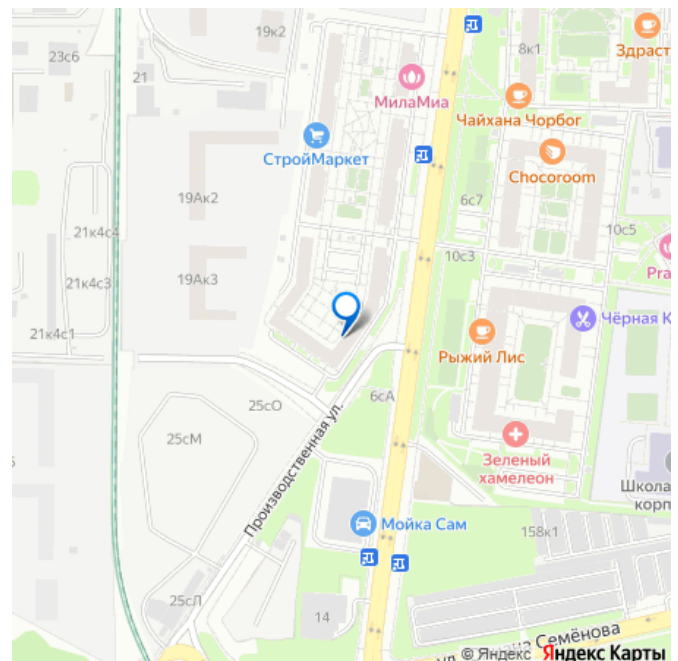 19к2
23с6
21
8к1
Здраст
МилаМиа
Чайхана Чорбог
СтройМаркет
Chocoroom
19Ак2
6с7
10с5
21к4с4
10с3
19Ак3
21к4с3
Pra
Чёрная К
21к4с1
Рыжий Лис
6сА
25сО
25сМ
Производственная ул.
Зеленый
хамелеон
Школа
корп
Мойка Сам
158к1
25сЛ
14
Семёнова
© Яндекс Яндекс Карты